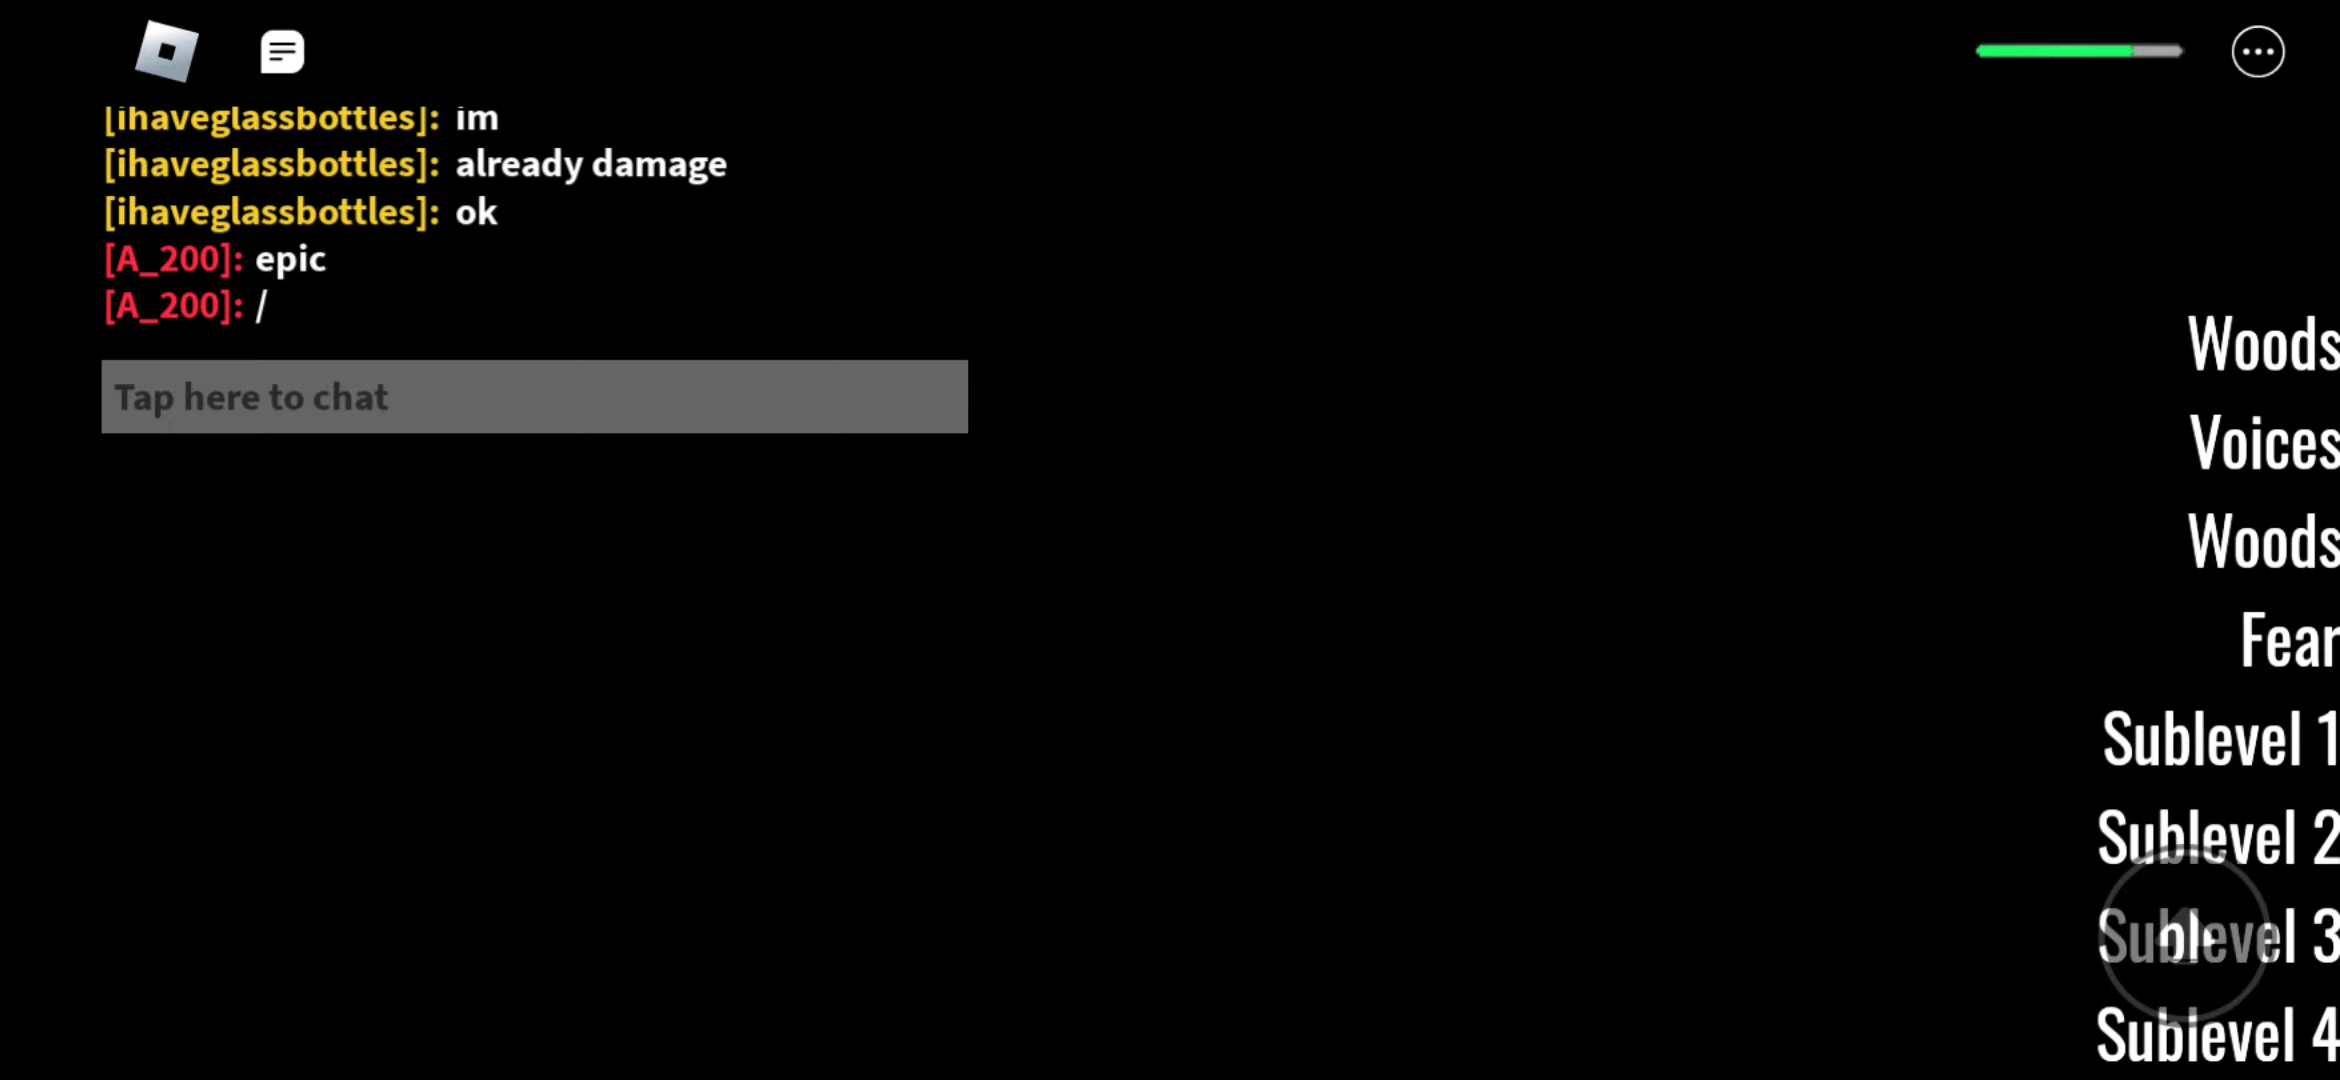 [ihaveglassbottles]: im
[ihaveglassbottles]: already damage
[ihaveglassbottles]: ok
[A_200]: epic
[A_200]: /
Tap here to chat
Woods
Voices
Woods
Fear
Sublevel 1
Sublevel 2
Sublevel 3
Sublevel 4